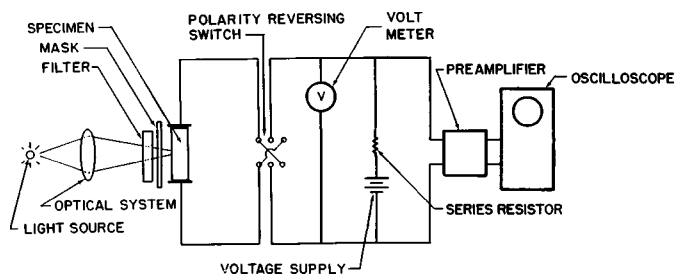 SPECIMEN
MASK
FILTER
POLARITY REVERSING
SWITCH
VOLT
METER
PREAMPLIFIER
OSCILLOSCOPE
V
OPTICAL SYSTEM
LIGHT SOURCE
SERIES RESISTOR
VOLTAGE SUPPLY